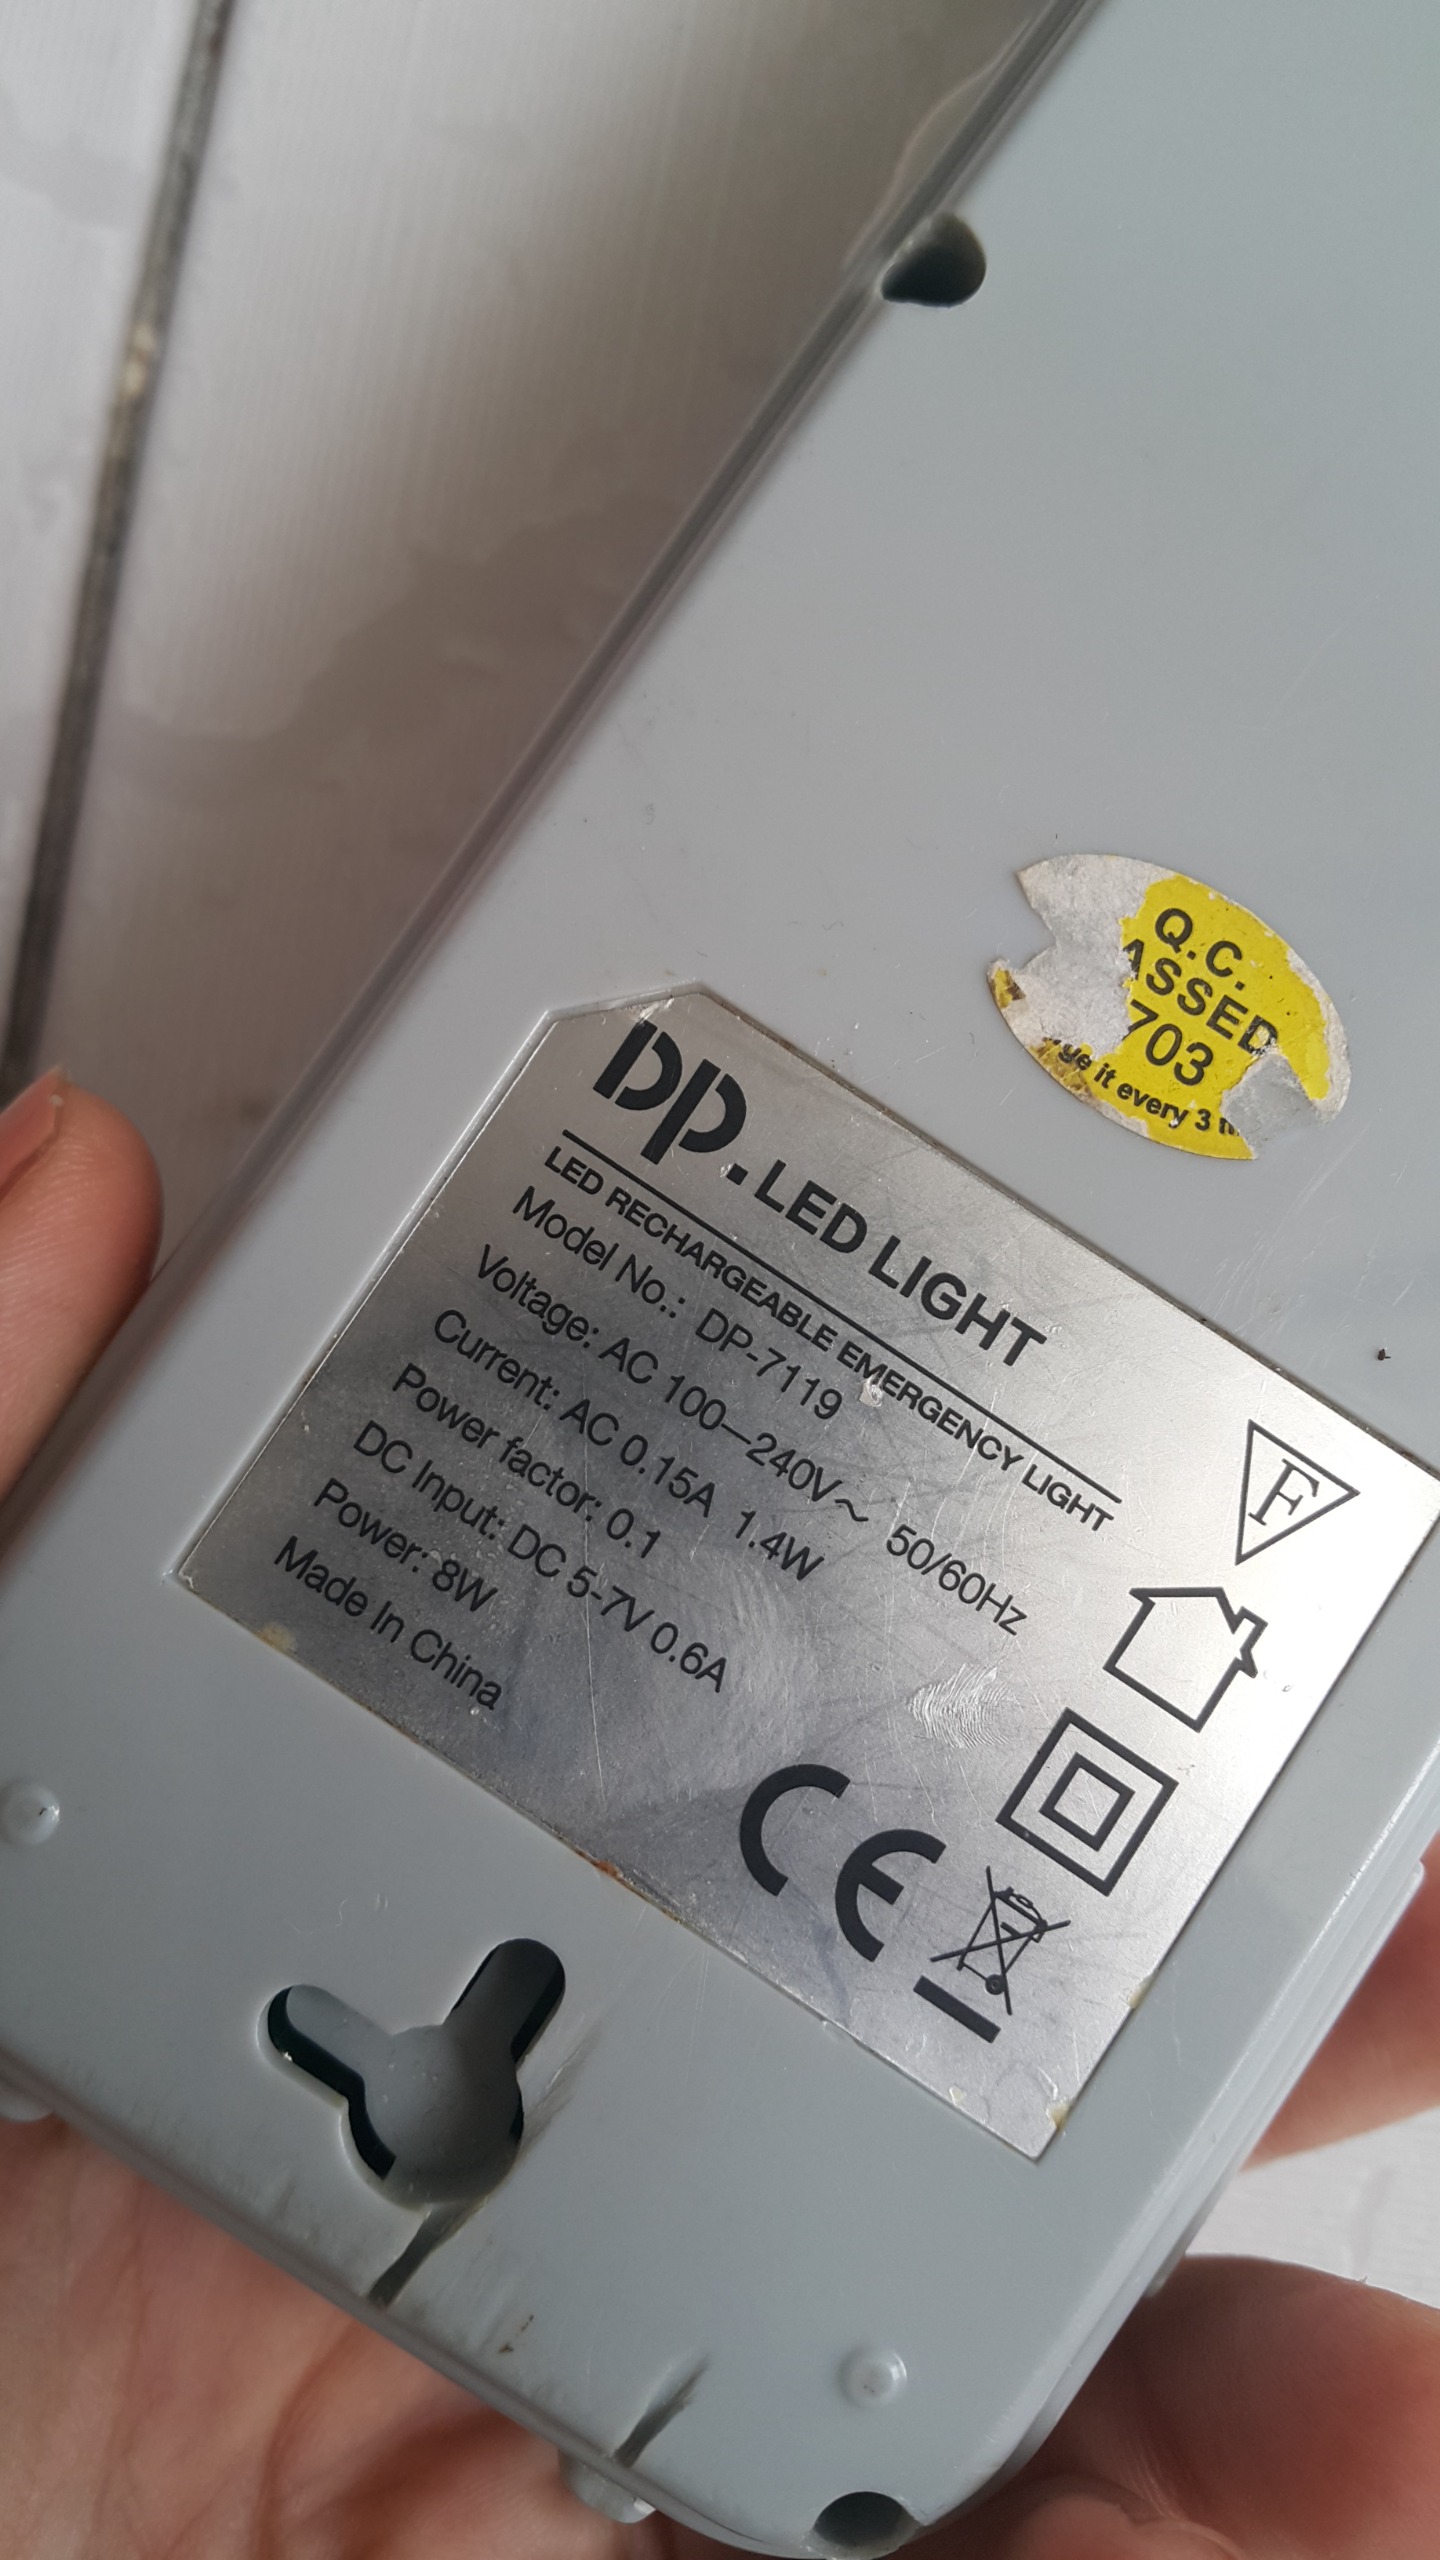 Q.C.
ASSED
703
it every 3
DP.LED LIGHT
LED RECHARGEABLE EMERGENCY LIGHT
Model No.: DP-7119
Voltage: AC 100–240V～ 50/60Hz
Current: AC 0.15A 1.4W
Power factor: 0.1
DC Input: DC 5-7V 0.6A
Power: 8W
Made In China
F
CE